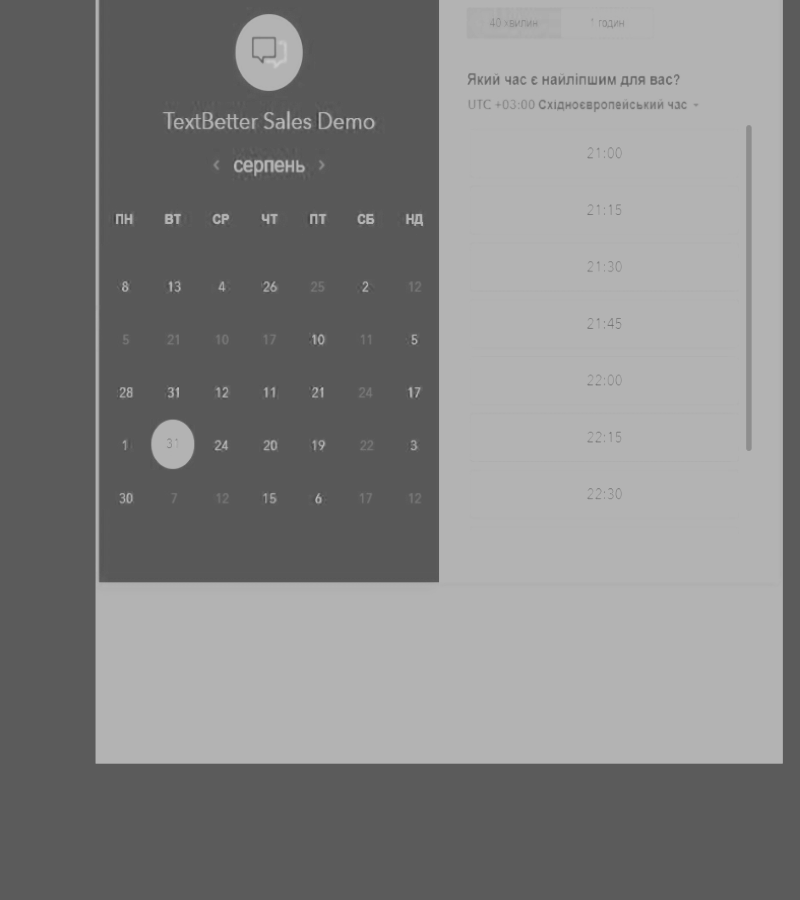 TextBetter Sales Demo
‹ серпень ›
ПН ВТ СР ЧТ ПТ СБ НД
8 13 4 26 25 2 12
5 21 10 17 10 11 5
28 31 12 11 21 24 17
1 31 24 20 19 22 3
30 7 12 15 6 17 12
40 хвилин 1 годин
Який час є найліпшим для вас?
UTC +03:00 Східноєвропейський час
21:00
21:15
21:30
21:45
22:00
22:15
22:30